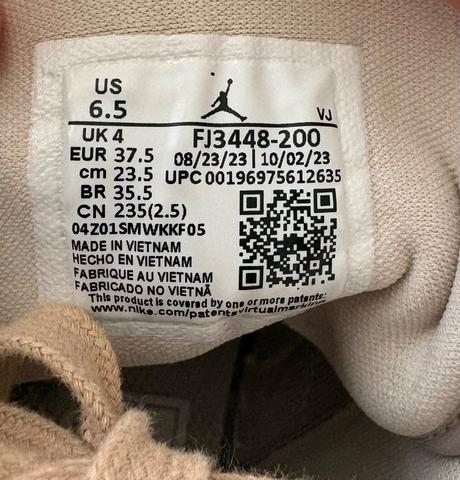 US
6.5
VJ
UK 4
FJ3448-200
EUR 37.5
08/23/23 | 10/02/23
cm 23.5
UPC 00196975612635
BR 35.5
CN 235(2.5)
04Z01SMWKKF05
MADE IN VIETNAM
HECHO EN VIETNAM
FABRIQUE AU VIETNAM
FABRICADO NO VIETNÃ
This product is covered by one or more patents:
www.nike.com/patentsvirtualmarking